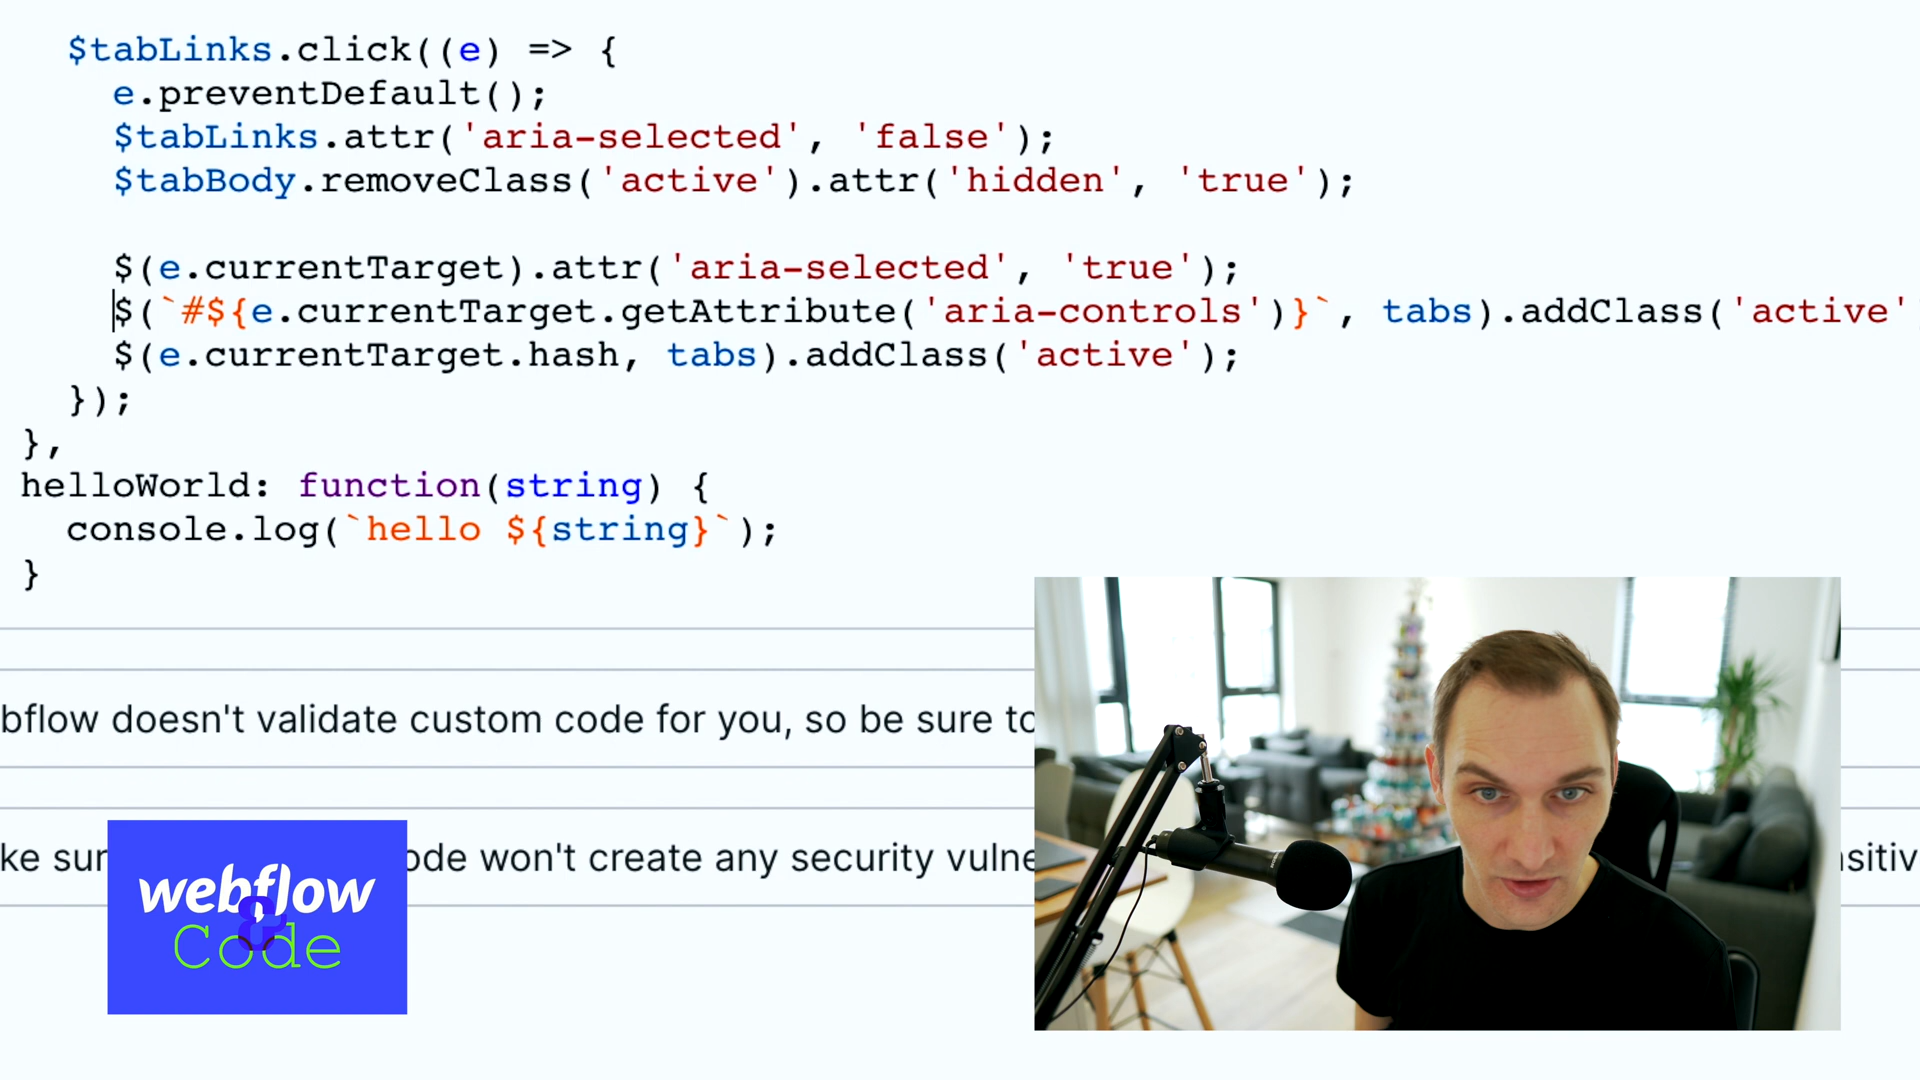 $tabLinks.click((e) => {
e.preventDefault();
$tabLinks.attr('aria-selected', 'false');
$tabBody.removeClass('active').attr('hidden', 'true');
$(e.currentTarget).attr('aria-selected', 'true');
$(`#${e.currentTarget.getAttribute('aria-controls')}`, tabs).addClass('active'
$(e.currentTarget.hash, tabs).addClass('active');
});
},
helloWorld: function(string) {
console.log(`hello ${string}`);
}
bflow doesn't validate custom code for you, so be sure to
ke sur ode won't create any security vulne sitiv
webflow
&
Code